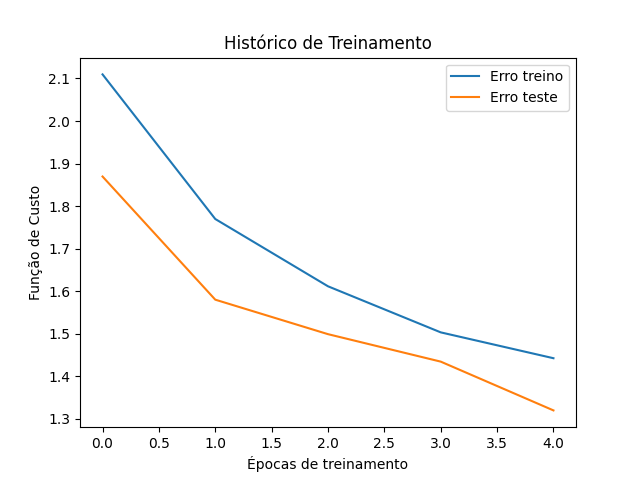 Histórico de Treinamento
Erro treino
Erro teste
Função de Custo
2.1
2.0
1.9
1.8
1.7
1.6
1.5
1.4
1.3
0.0 0.5 1.0 1.5 2.0 2.5 3.0 3.5 4.0
Épocas de treinamento